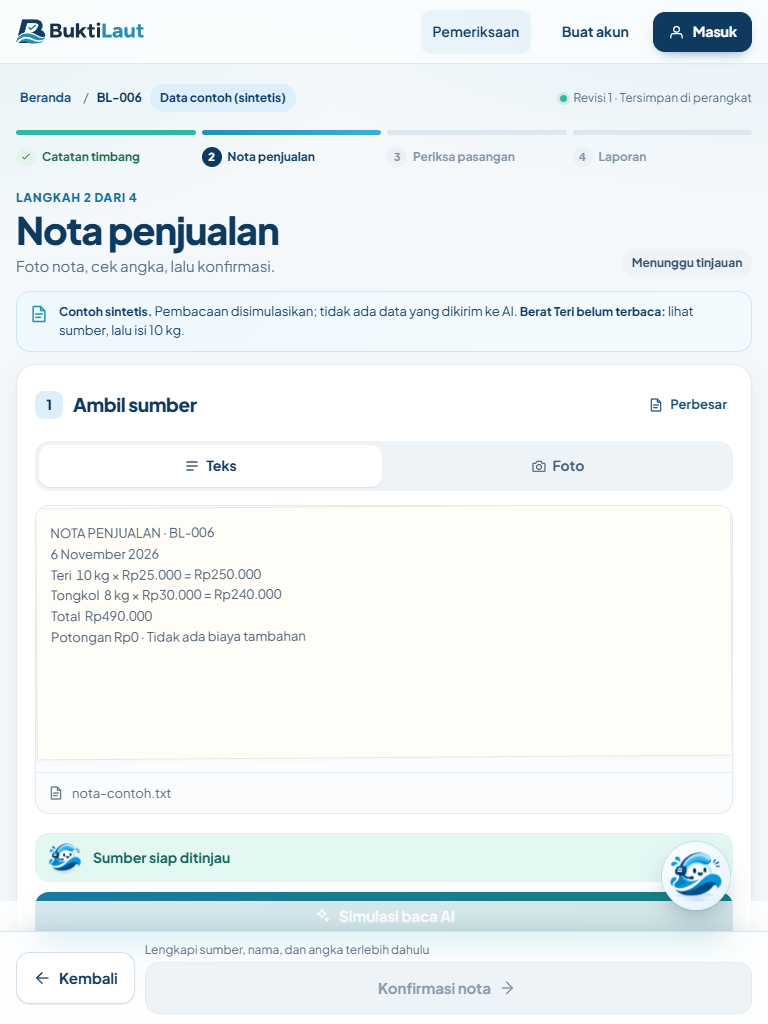 BuktiLaut
Pemeriksaan
Buat akun
Masuk
Beranda / BL-006 Data contoh (sintetis)
Revisi 1 · Tersimpan di perangkat
Catatan timbang
2 Nota penjualan
3 Periksa pasangan
4 Laporan
LANGKAH 2 DARI 4
Nota penjualan
Foto nota, cek angka, lalu konfirmasi.
Menunggu tinjauan
Contoh sintetis. Pembacaan disimulasikan; tidak ada data yang dikirim ke AI. Berat Teri belum terbaca: lihat
sumber, lalu isi 10 kg.
1 Ambil sumber
Perbesar
Teks
Foto
NOTA PENJUALAN · BL-006
6 November 2026
Teri 10 kg × Rp25.000 = Rp250.000
Tongkol 8 kg × Rp30.000 = Rp240.000
Total Rp490.000
Potongan Rp0 · Tidak ada biaya tambahan
nota-contoh.txt
Sumber siap ditinjau
Simulasi baca AI
Lengkapi sumber, nama, dan angka terlebih dahulu
Kembali
Konfirmasi nota